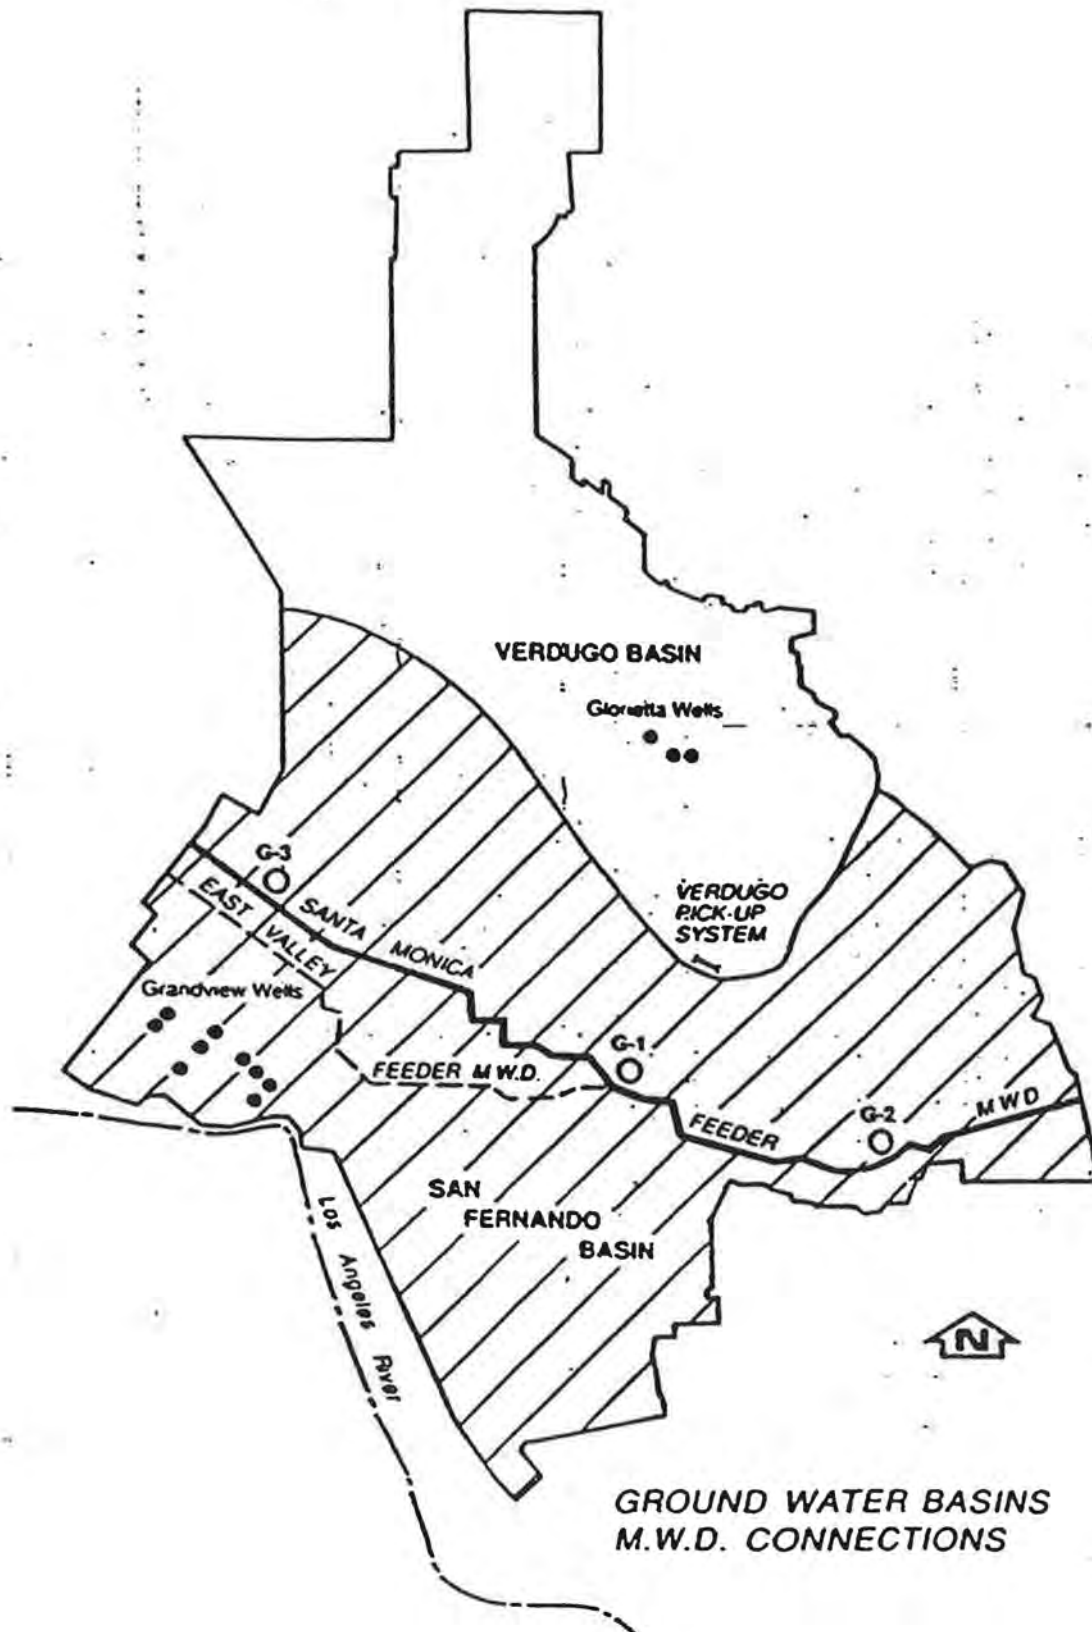 VERDUGO BASIN
Glorietta Wells
VERDUGO
PICK-UP
SYSTEM
G-3
EAST VALLEY
SANTA MONICA
Grandview Wells
G-1
FEEDER M.W.D.
FEEDER
G-2
MWD
SAN
FERNANDO
BASIN
Los Angeles River
N
GROUND WATER BASINS
M.W.D. CONNECTIONS